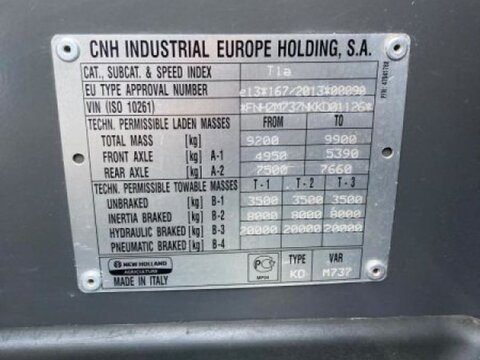 CNH INDUSTRIAL EUROPE HOLDING, S.A.
CAT., SUBCAT. & SPEED INDEX T1a
EU TYPE APPROVAL NUMBER e13*167/2013*00090
VIN (ISO 10261) *FNHZM737NKKD01126*
TECHN. PERMISSIBLE LADEN MASSES FROM TO
TOTAL MASS [kg] 9200 9900
FRONT AXLE [kg] A-1 4950 5390
REAR AXLE [kg] A-2 7500 7660
TECHN. PERMISSIBLE TOWABLE MASSES T-1 T-2 T-3
UNBRAKED [kg] B-1 3500 3500 3500
INERTIA BRAKED [kg] B-2 8000 8000 8000
HYDRAULIC BRAKED [kg] B-3 20000 20000 20000
PNEUMATIC BRAKED [kg] B-4
NEW HOLLAND
AGRICULTURE
MADE IN ITALY
TYPE VAR
KD M737